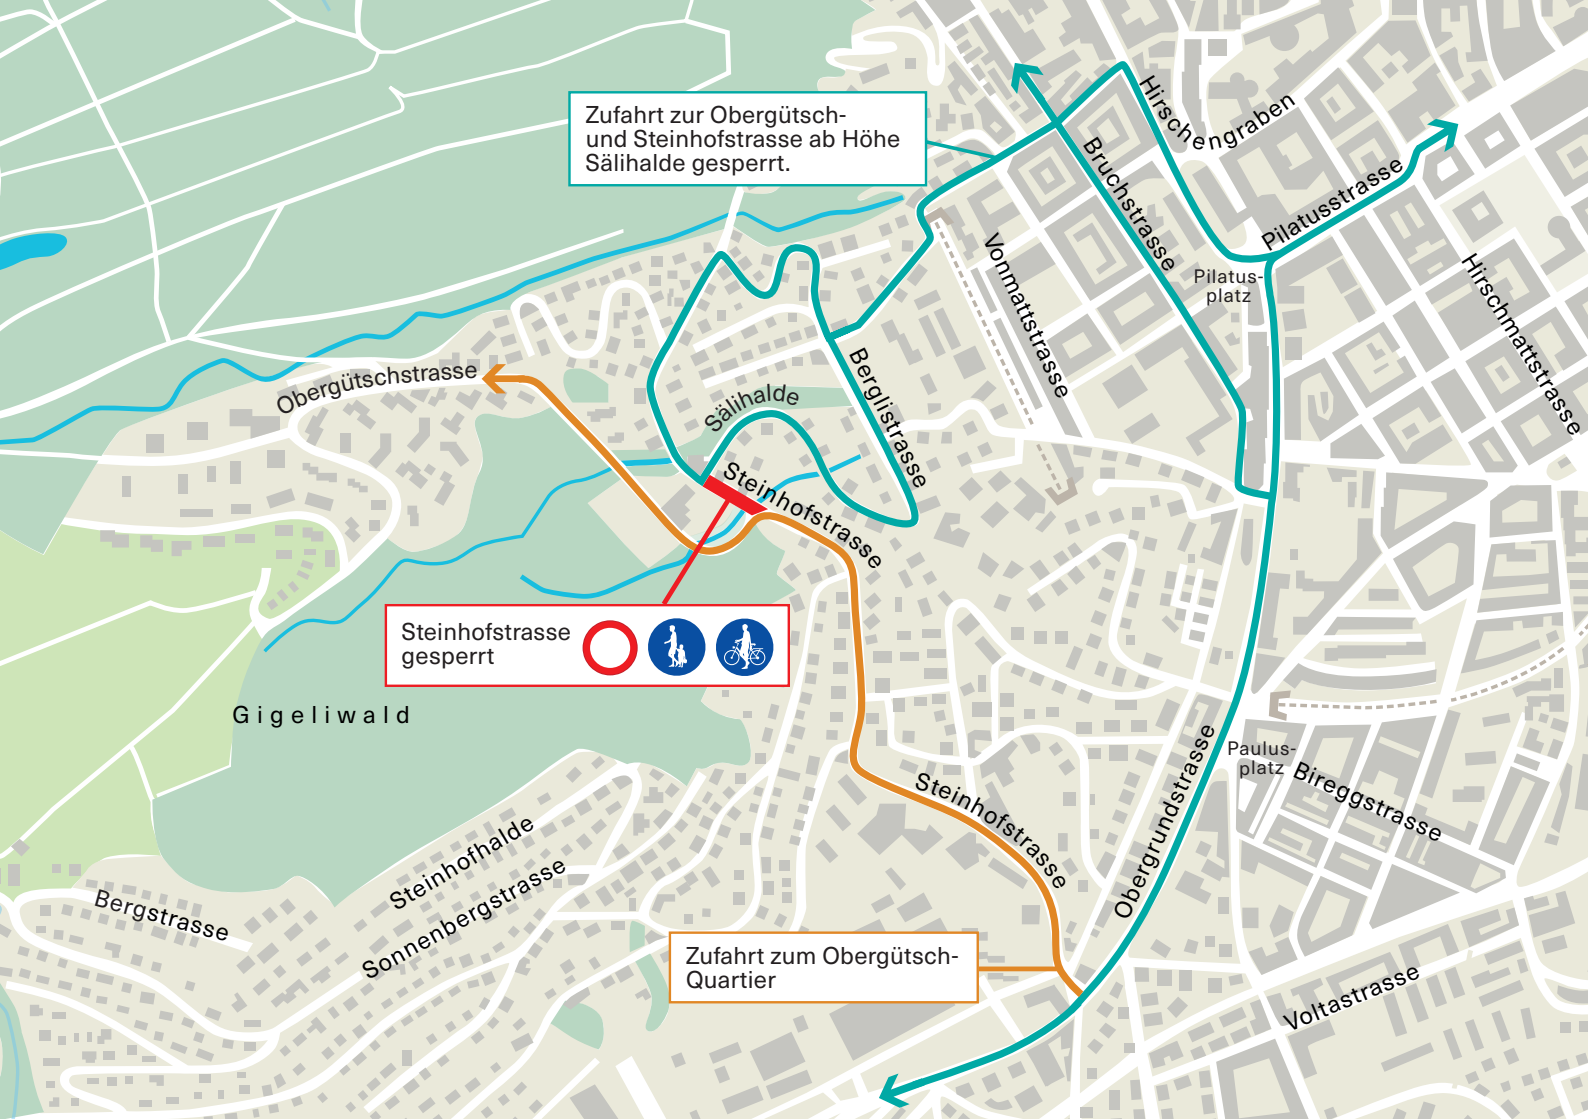 Zufahrt zur Obergütsch-
und Steinhofstrasse ab Höhe
Sälihalde gesperrt.
Hirschengraben
Bruchstrasse
Pilatusstrasse
Vonmattstrasse
Pilatus-
platz
Hirschmattstrasse
Obergütschstrasse
Sälihalde
Berglistrasse
Steinhofstrasse
Steinhofstrasse
gesperrt
Gigeliwald
Paulus-
platz
Bireggstrasse
Obergrundstrasse
Steinhofstrasse
Steinhofhalde
Sonnenbergstrasse
Bergstrasse
Zufahrt zum Obergütsch-
Quartier
Voltastrasse